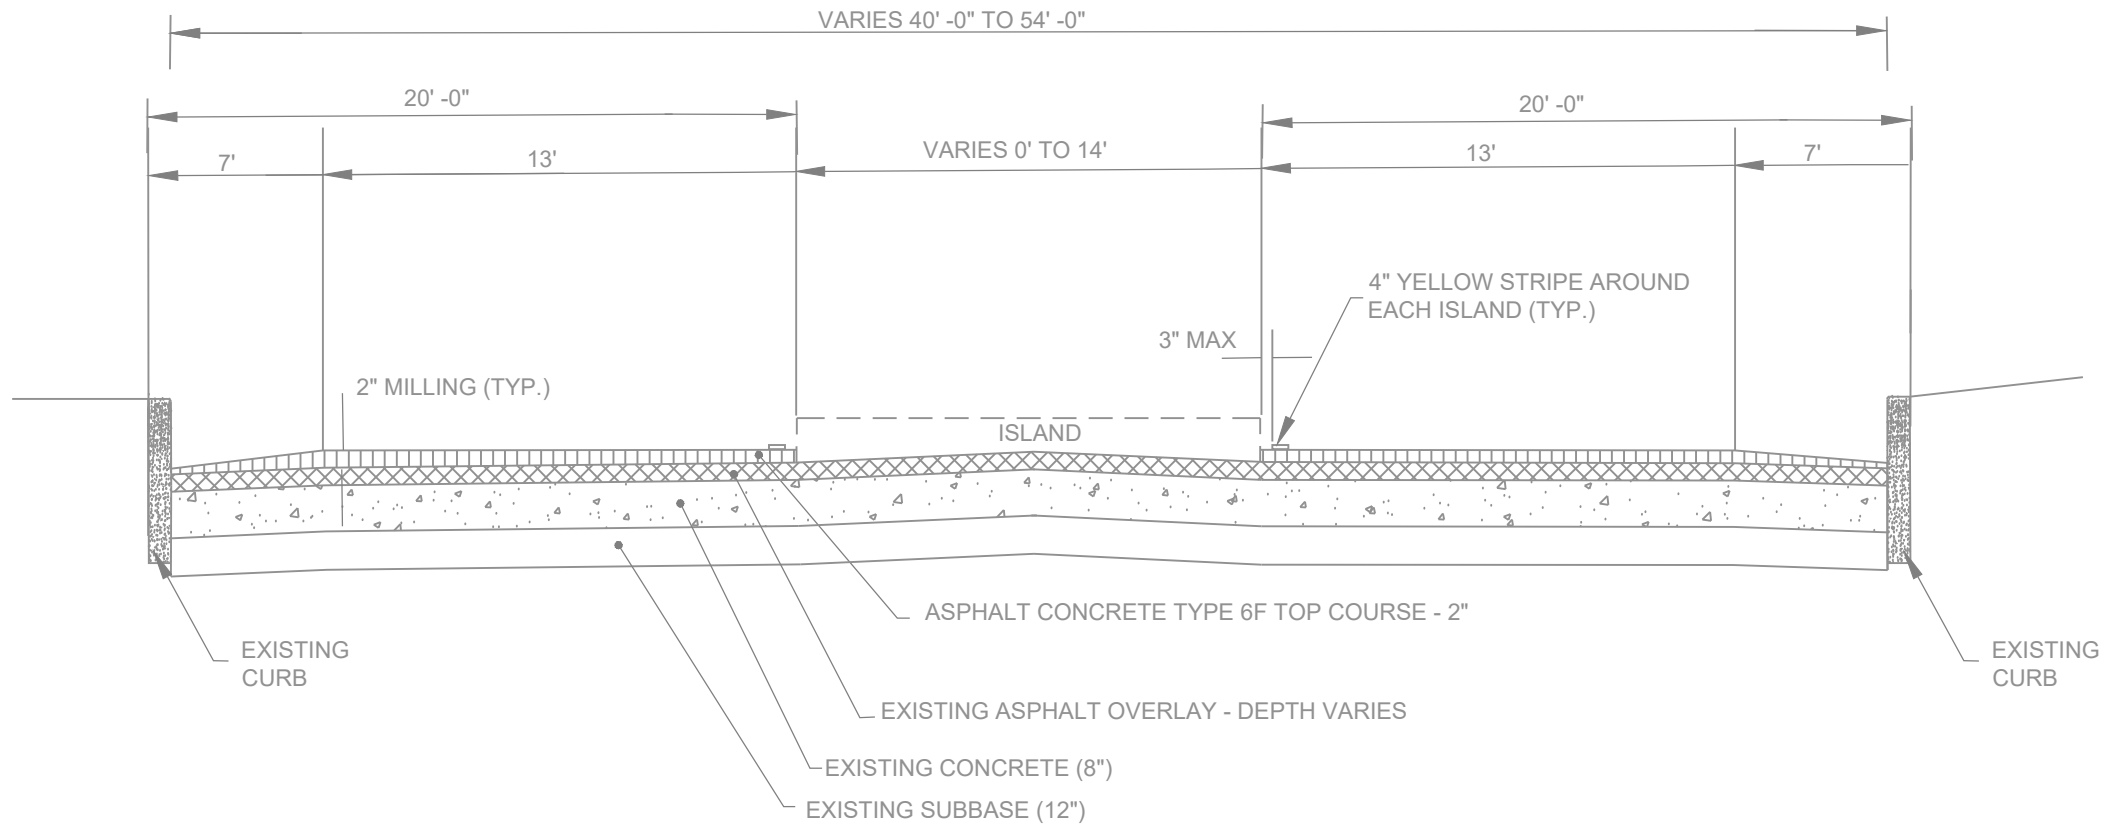 VARIES 40' -0" TO 54' -0"
20' -0"
20' -0"
7'
13'
VARIES 0' TO 14'
13'
7'
4" YELLOW STRIPE AROUND
EACH ISLAND (TYP.)
3" MAX
2" MILLING (TYP.)
ISLAND
ASPHALT CONCRETE TYPE 6F TOP COURSE - 2"
EXISTING
CURB
EXISTING
CURB
EXISTING ASPHALT OVERLAY - DEPTH VARIES
EXISTING CONCRETE (8")
EXISTING SUBBASE (12")